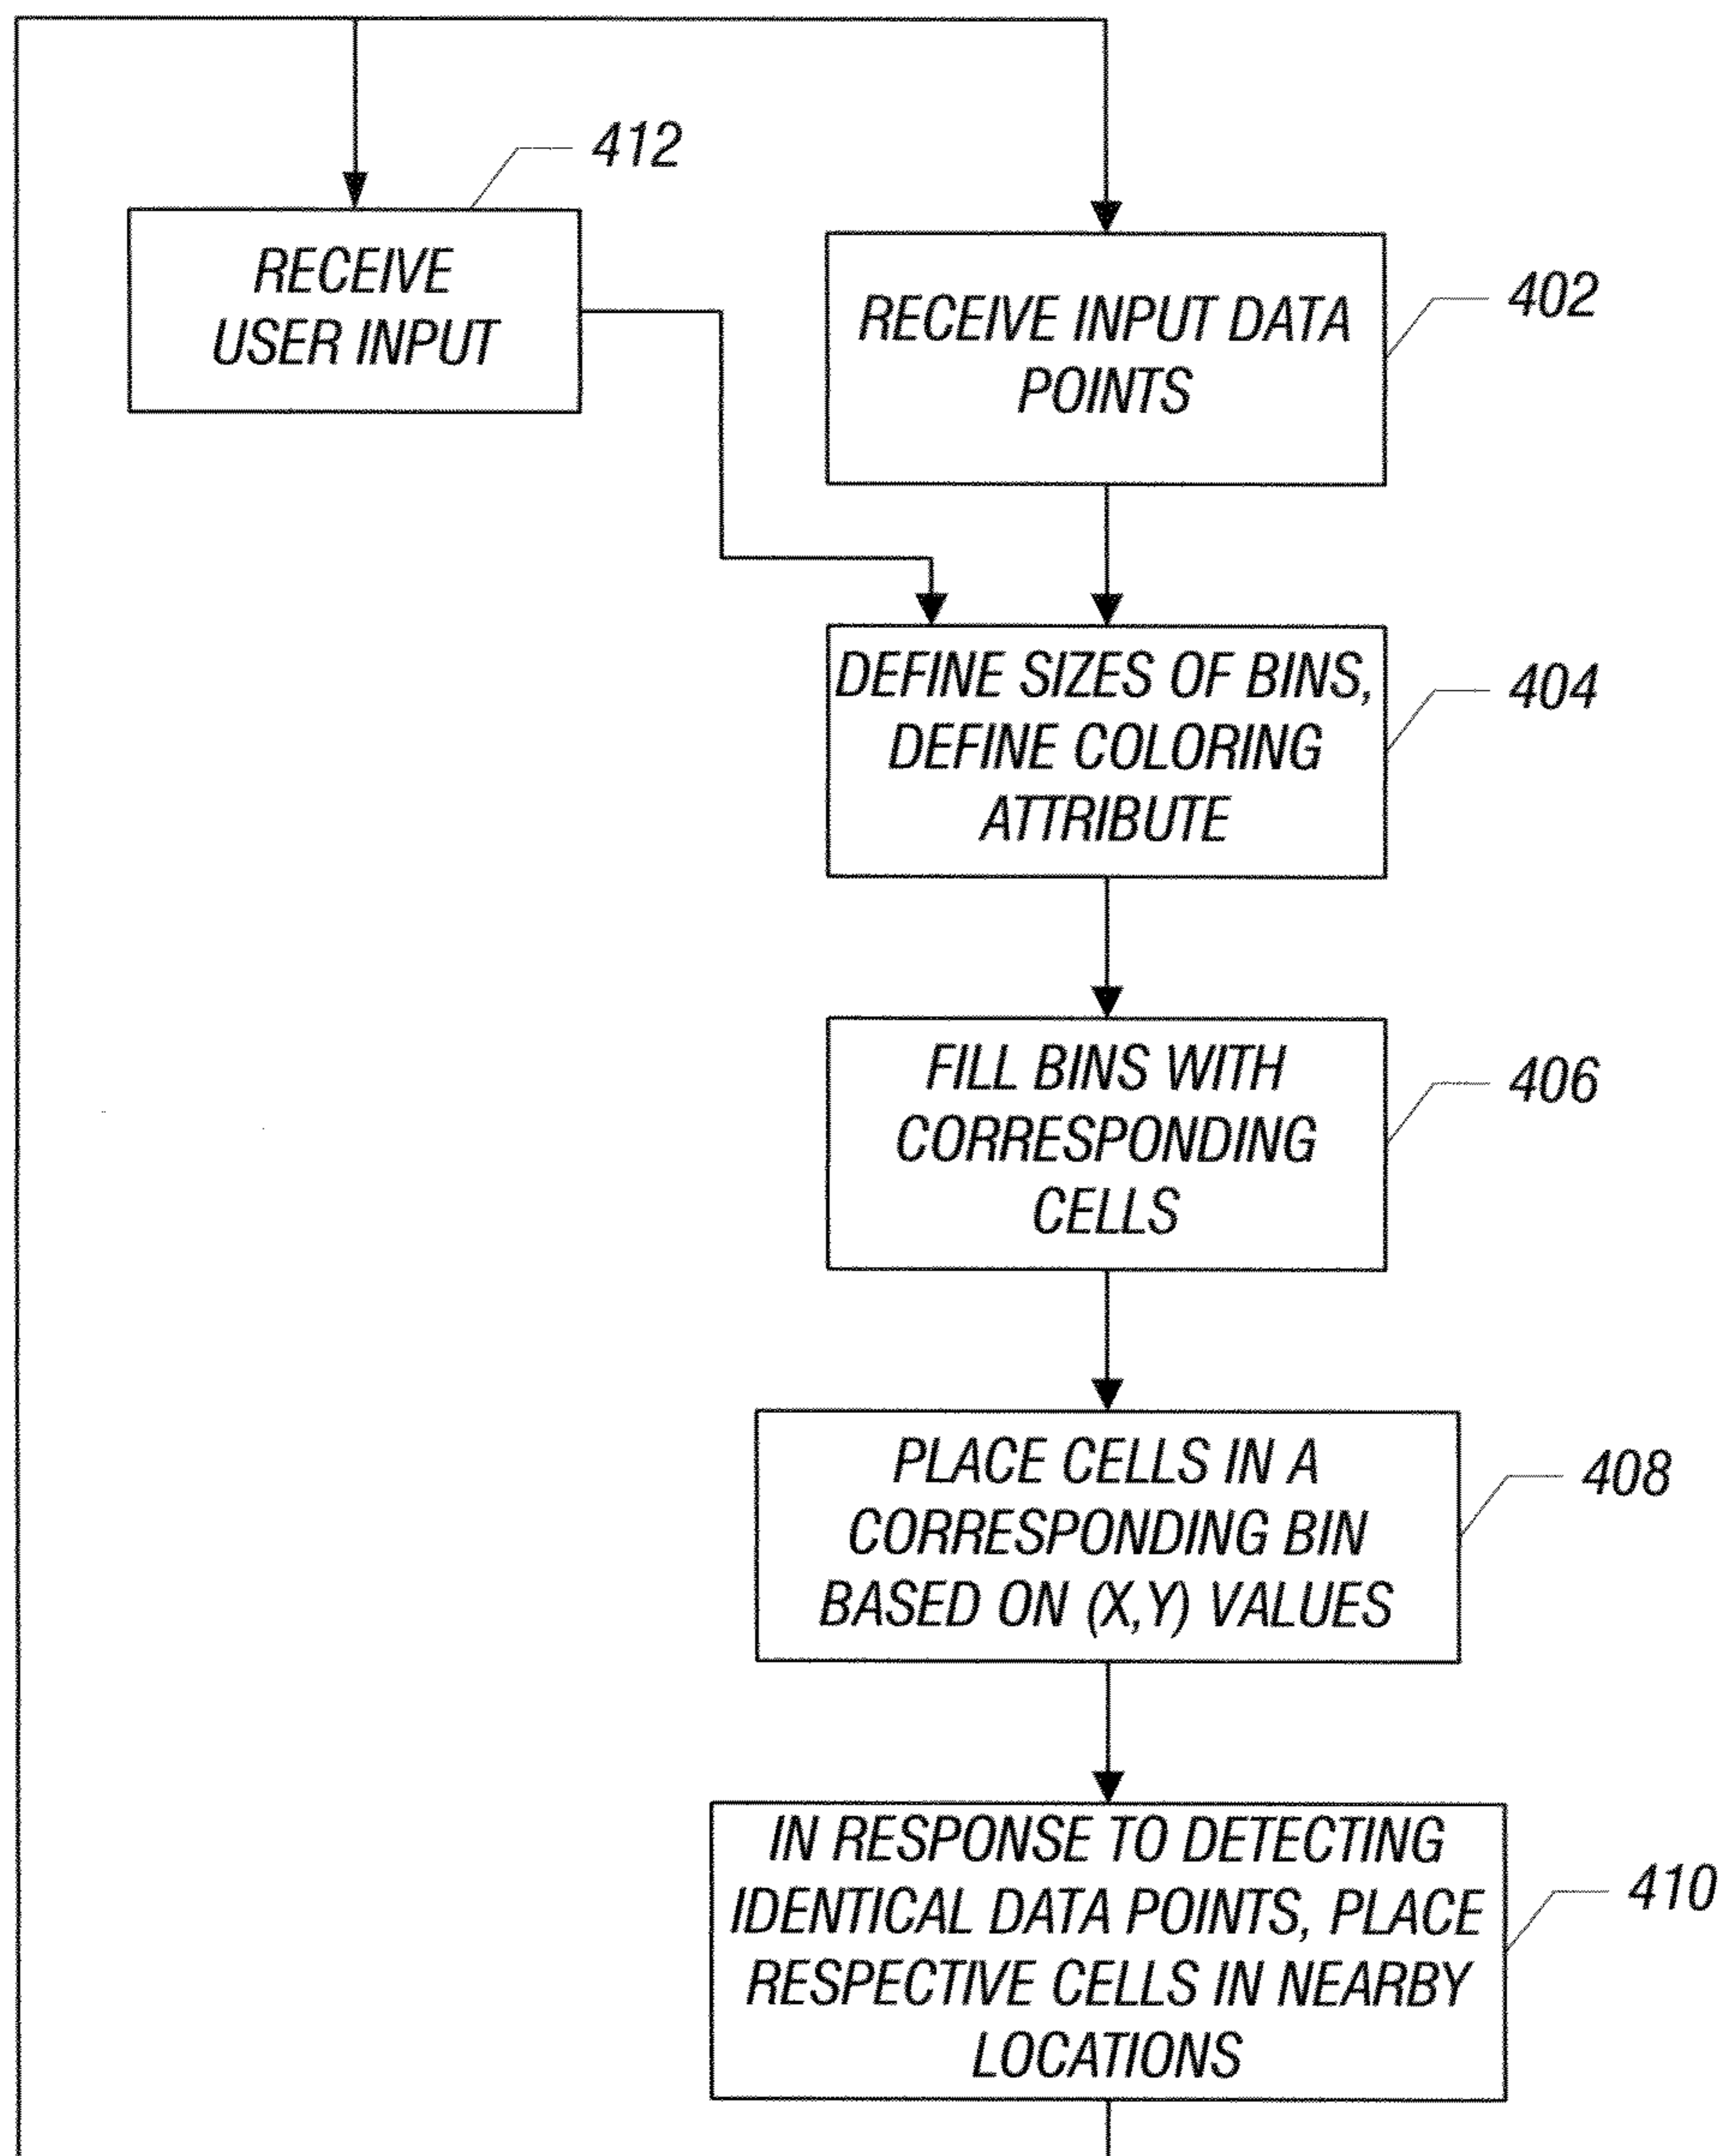 412
RECEIVE
USER INPUT
RECEIVE INPUT DATA
POINTS
402
DEFINE SIZES OF BINS,
DEFINE COLORING
ATTRIBUTE
404
FILL BINS WITH
CORRESPONDING
CELLS
406
PLACE CELLS IN A
CORRESPONDING BIN
BASED ON (X,Y) VALUES
408
IN RESPONSE TO DETECTING
IDENTICAL DATA POINTS, PLACE
RESPECTIVE CELLS IN NEARBY
LOCATIONS
410